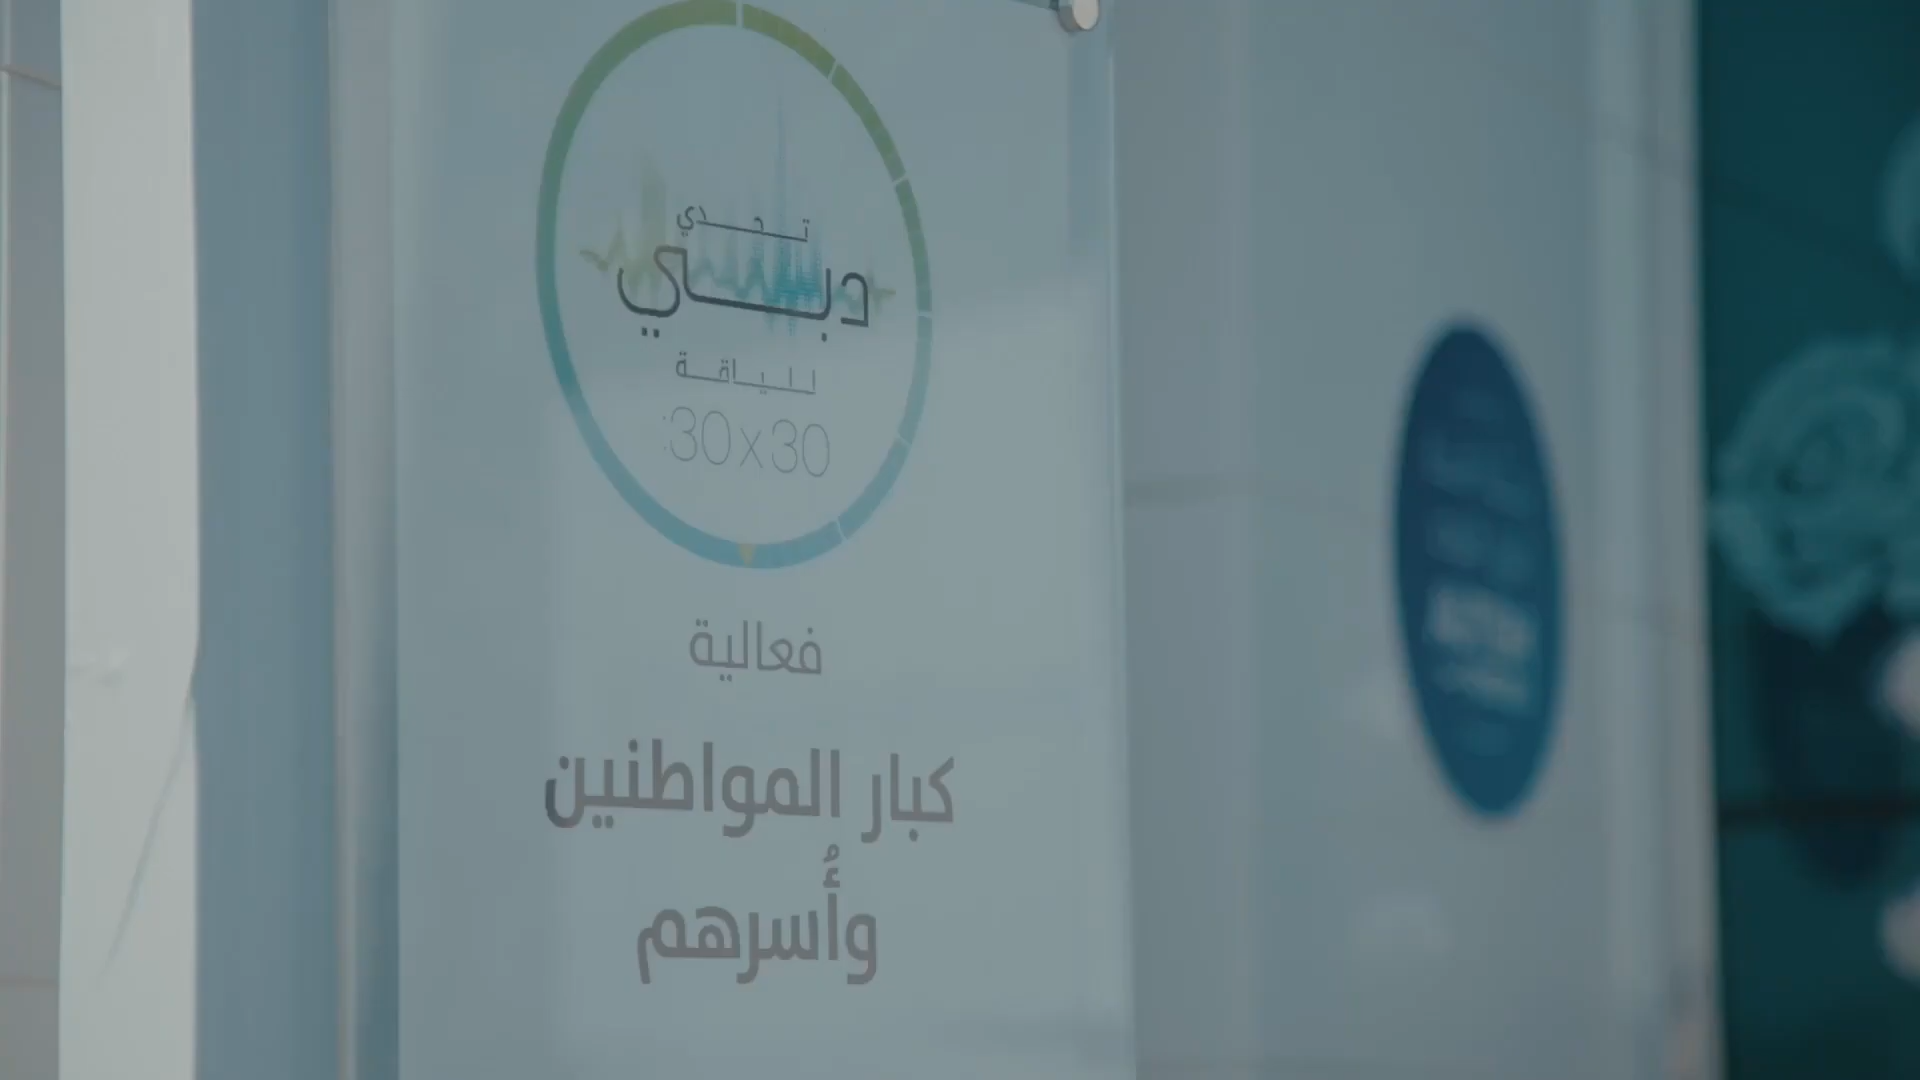 تحدي
دبي
للياقة
30x30
فعالية
كبار المواطنين
وأُسرهم